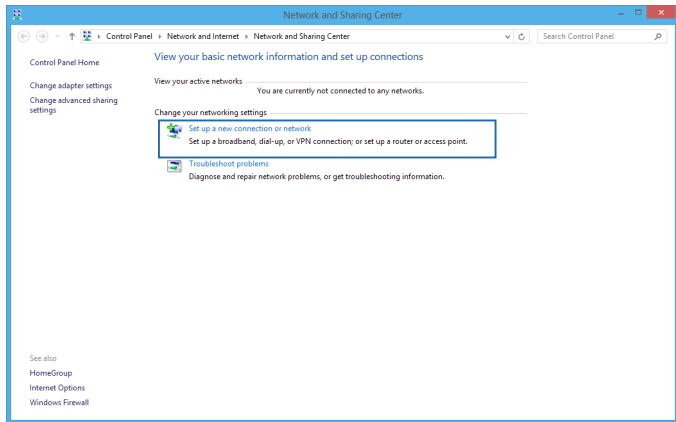 Network and Sharing Center
Control Panel Network and Internet Network and Sharing Center
Search Control Panel
Control Panel Home
Change adapter settings
Change advanced sharing
settings
View your basic network information and set up connections
View your active networks
You are currently not connected to any networks.
Change your networking settings
Set up a new connection or network
Set up a broadband, dial-up, or VPN connection; or set up a router or access point.
Troubleshoot problems
Diagnose and repair network problems, or get troubleshooting information.
See also
HomeGroup
Internet Options
Windows Firewall